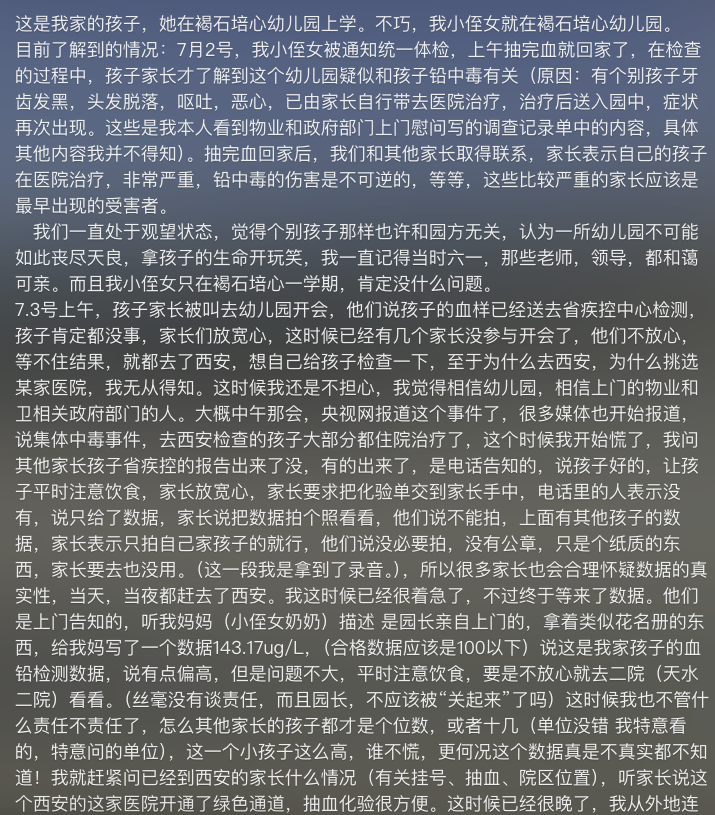 这是我家的孩子，她在褐石培心幼儿园上学。不巧，我小侄女就在褐石培心幼儿园。
目前了解到的情况：7月2号，我小侄女被通知统一体检，上午抽完血就回家了，在检查
的过程中，孩子家长才了解到这个幼儿园疑似和孩子铅中毒有关（原因：有个别孩子牙
齿发黑，头发脱落，呕吐，恶心，已由家长自行带去医院治疗，治疗后送入园中，症状
再次出现。这些是我本人看到物业和政府部门上门慰问写的调查记录单中的内容，具体
其他内容我并不得知）。抽完血回家后，我们和其他家长取得联系，家长表示自己的孩子
在医院治疗，非常严重，铅中毒的伤害是不可逆的，等等，这些比较严重的家长应该是
最早出现的受害者。
我们一直处于观望状态，觉得个别孩子那样也许和园方无关，认为一所幼儿园不可能
如此丧尽天良，拿孩子的生命开玩笑，我一直记得当时六一，那些老师，领导，都和蔼
可亲。而且我小侄女只在褐石培心一学期，肯定没什么问题。
7.3号上午，孩子家长被叫去幼儿园开会，他们说孩子的血样已经送去省疾控中心检测，
孩子肯定都没事，家长们放宽心，这时候已经有几个家长没参与开会了，他们不放心，
等不住结果，就都去了西安，想自己给孩子检查一下，至于为什么去西安，为什么挑选
某家医院，我无从得知。这时候我还是不担心，我觉得相信幼儿园，相信上门的物业和
卫相关政府部门的人。大概中午那会，央视网报道这个事件了，很多媒体也开始报道，
说集体中毒事件，去西安检查的孩子大部分都住院治疗了，这个时候我开始慌了，我问
其他家长孩子省疾控的报告出来了没，有的出来了，是电话告知的，说孩子好的，让孩
子平时注意饮食，家长放宽心，家长要求把化验单交到家长手中，电话里的人表示没
有，说只给了数据，家长说把数据拍个照看看，他们说不能拍，上面有其他孩子的数
据，家长表示只拍自己家孩子的就行，他们说没必要拍，没有公章，只是个纸质的东
西，家长要去也没用。（这一段我是拿到了录音。），所以很多家长也会合理怀疑数据的真
实性，当天，当夜都赶去了西安。我这时候已经很着急了，不过终于等来了数据。他们
是上门告知的，听我妈妈（小侄女奶奶）描述 是园长亲自上门的，拿着类似花名册的东
西，给我妈写了一个数据143.17ug/L，（合格数据应该是100以下）说这是我家孩子的血
铅检测数据，说有点偏高，但是问题不大，平时注意饮食，要是不放心就去二院（天水
二院）看看。（丝毫没有谈责任，而且园长，不应该被“关起来”了吗）这时候我也不管什
么责任不责任了，怎么其他家长的孩子都才是个位数，或者十几（单位没错 我特意看
的，特意问的单位），这一个小孩子这么高，谁不慌，更何况这个数据真是不真实都不知
道！我就赶紧问已经到西安的家长什么情况（有关挂号、抽血、院区位置），听家长说这
个西安的这家医院开通了绿色通道，抽血化验很方便。这时候已经很晚了，我从外地连